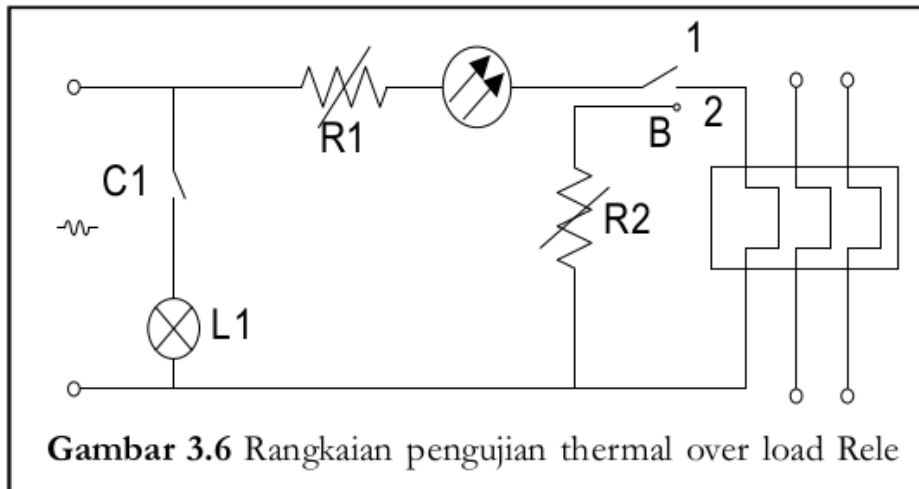 1
R1
B
2
C1
R2
L1
Gambar 3.6 Rangkaian pengujian thermal over load Rele